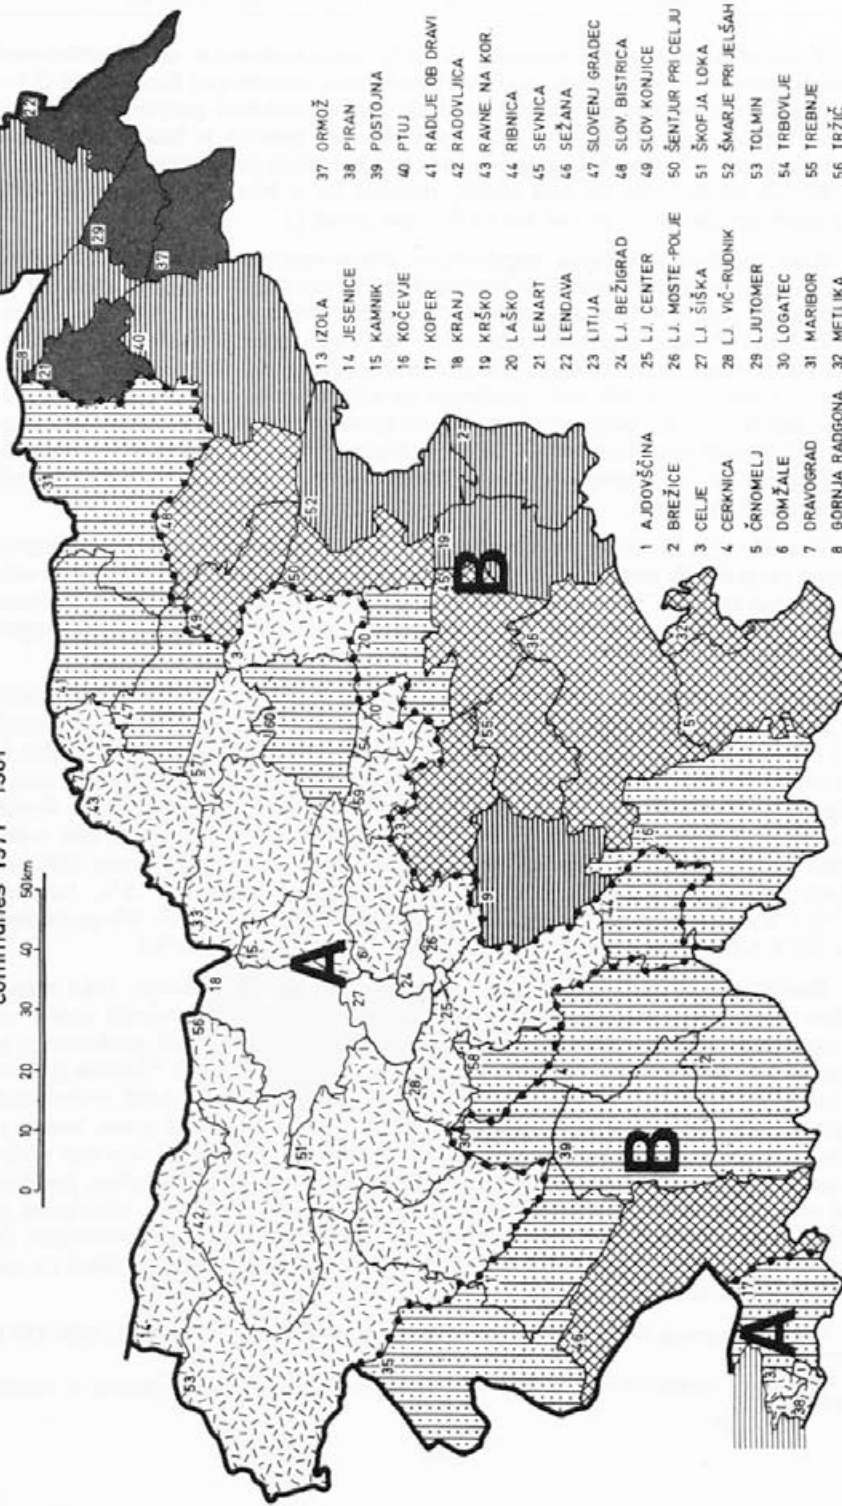 communes 1971 - 1981
0 10 20 30 40 50km
A
B
B
A
1 AJDOVŠČINA
2 BREŽICE
3 CELJE
4 CERKNICA
5 ČRNOMELJ
6 DOMŽALE
7 DRAVOGRAD
8 GORNJA RADGONA
13 IZOLA
14 JESENICE
15 KAMNIK
16 KOČEVJE
17 KOPER
18 KRANJ
19 KRŠKO
20 LAŠKO
21 LENART
22 LENDAVA
23 LITIJA
24 LJ. BEŽIGRAD
25 LJ. CENTER
26 LJ. MOSTE-POLJE
27 LJ. ŠIŠKA
28 LJ. VIČ-RUDNIK
29 LJUTOMER
30 LOGATEC
31 MARIBOR
32 METLIKA
37 ORMOŽ
38 PIRAN
39 POSTOJNA
40 PTUJ
41 RADLJE OB DRAVI
42 RADOVLJICA
43 RAVNE NA KOR.
44 RIBNICA
45 SEVNICA
46 SEŽANA
47 SLOVENJ GRADEC
48 SLOV. BISTRICA
49 SLOV. KONJICE
50 ŠENTJUR PRI CELJU
51 ŠKOFJA LOKA
52 ŠMARJE PRI JELŠAH
53 TOLMIN
54 TRBOVLJE
55 TREBNJE
56 TRŽIČ